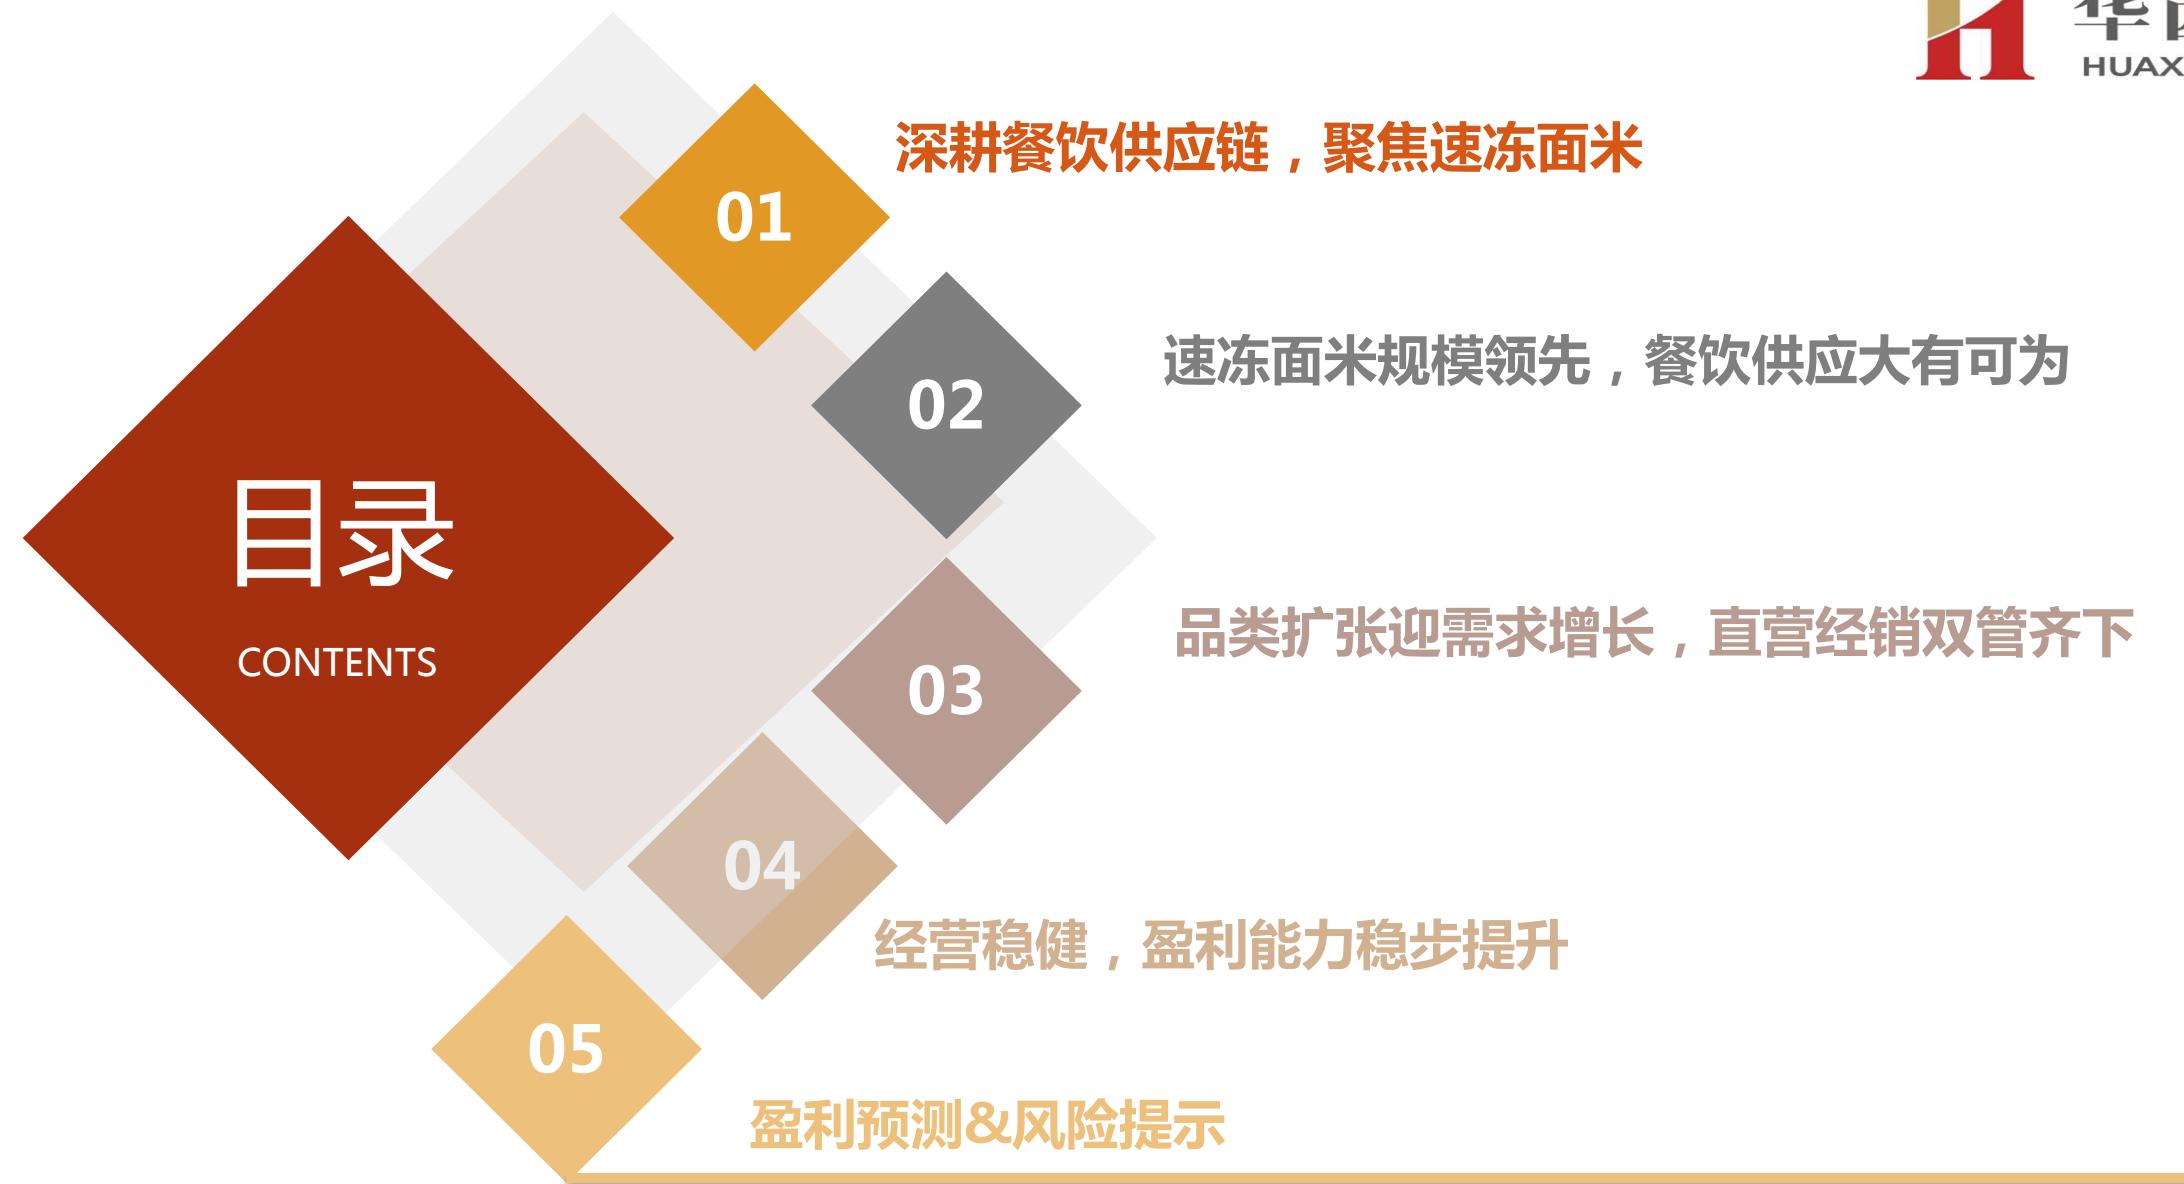 华
HUAX
01
深耕餐饮供应链，聚焦速冻面米
02
速冻面米规模领先，餐饮供应大有可为
目录
CONTENTS
03
品类扩张迎需求增长，直营经销双管齐下
04
经营稳健，盈利能力稳步提升
05
盈利预测&风险提示